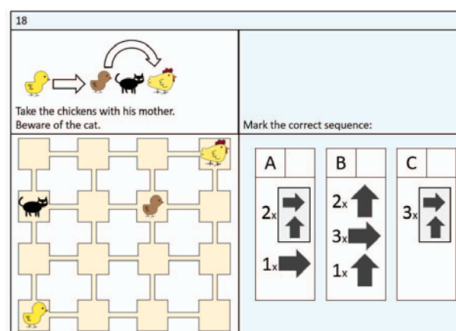 18
Take the chickens with his mother.
Beware of the cat.
Mark the correct sequence:
A
B
C
2x
1x
2x
3x
1x
3x